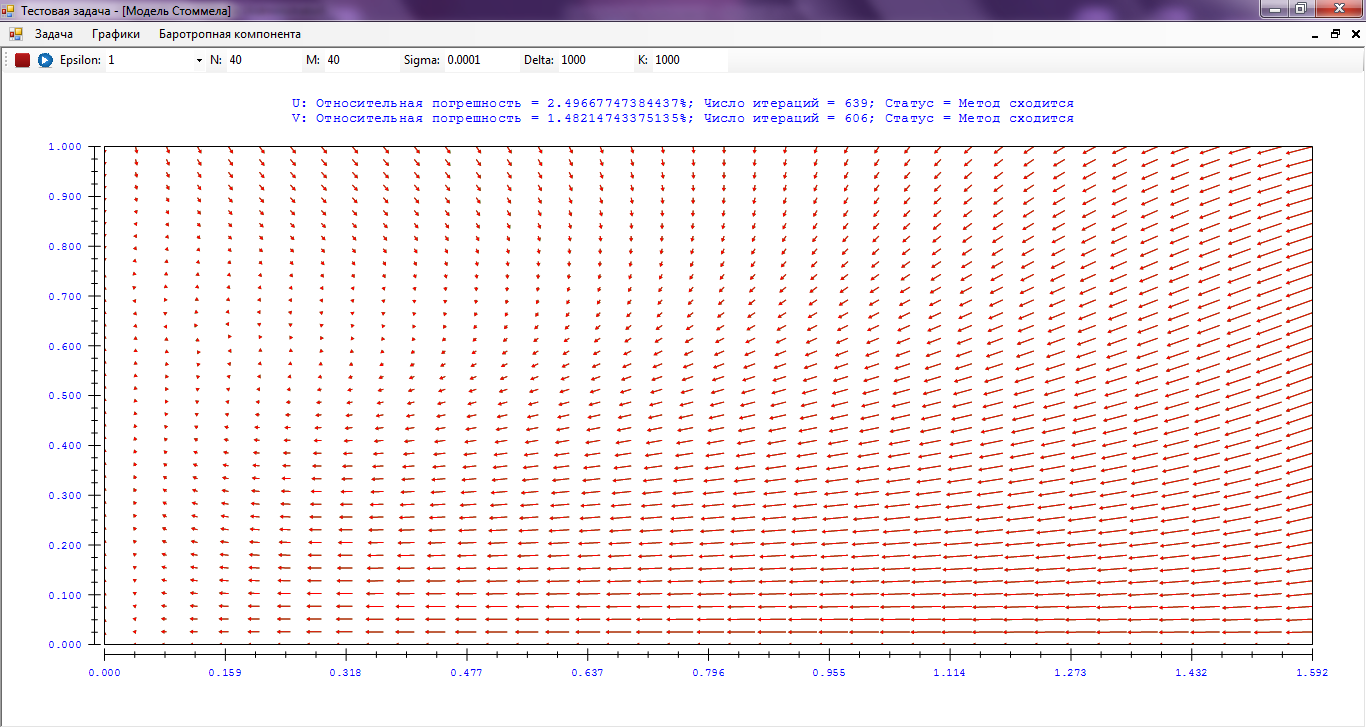 Тестовая задача - [Модель Стоммела]
Задача Графики Баротропная компонента
Epsilon: 1 N: 40 M: 40 Sigma: 0.0001 Delta: 1000 K: 1000
U: Относительная погрешность = 2.49667747384437%; Число итераций = 639; Статус = Метод сходится
V: Относительная погрешность = 1.48214743375135%; Число итераций = 606; Статус = Метод сходится
1.000
0.900
0.800
0.700
0.600
0.500
0.400
0.300
0.200
0.100
0.000
0.000 0.159 0.318 0.477 0.637 0.796 0.955 1.114 1.273 1.432 1.592